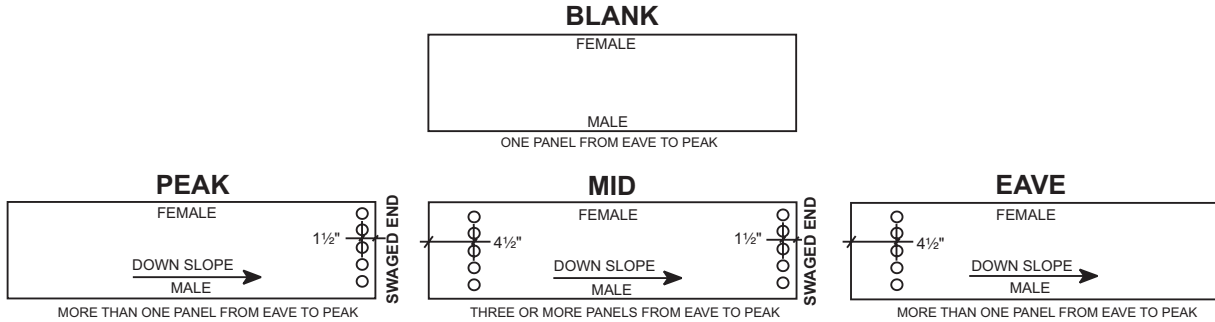 BLANK
FEMALE
MALE
ONE PANEL FROM EAVE TO PEAK
PEAK
FEMALE
1½"
DOWN SLOPE
MALE
SWAGED END
MORE THAN ONE PANEL FROM EAVE TO PEAK
MID
FEMALE
4½"
1½"
DOWN SLOPE
MALE
SWAGED END
THREE OR MORE PANELS FROM EAVE TO PEAK
EAVE
FEMALE
4½"
DOWN SLOPE
MALE
MORE THAN ONE PANEL FROM EAVE TO PEAK